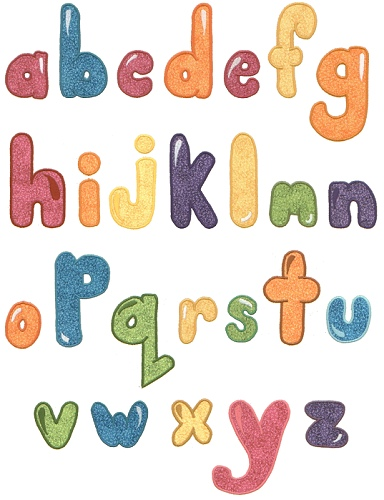 abcdefg
hijklmn
opqrstu
vwxyz